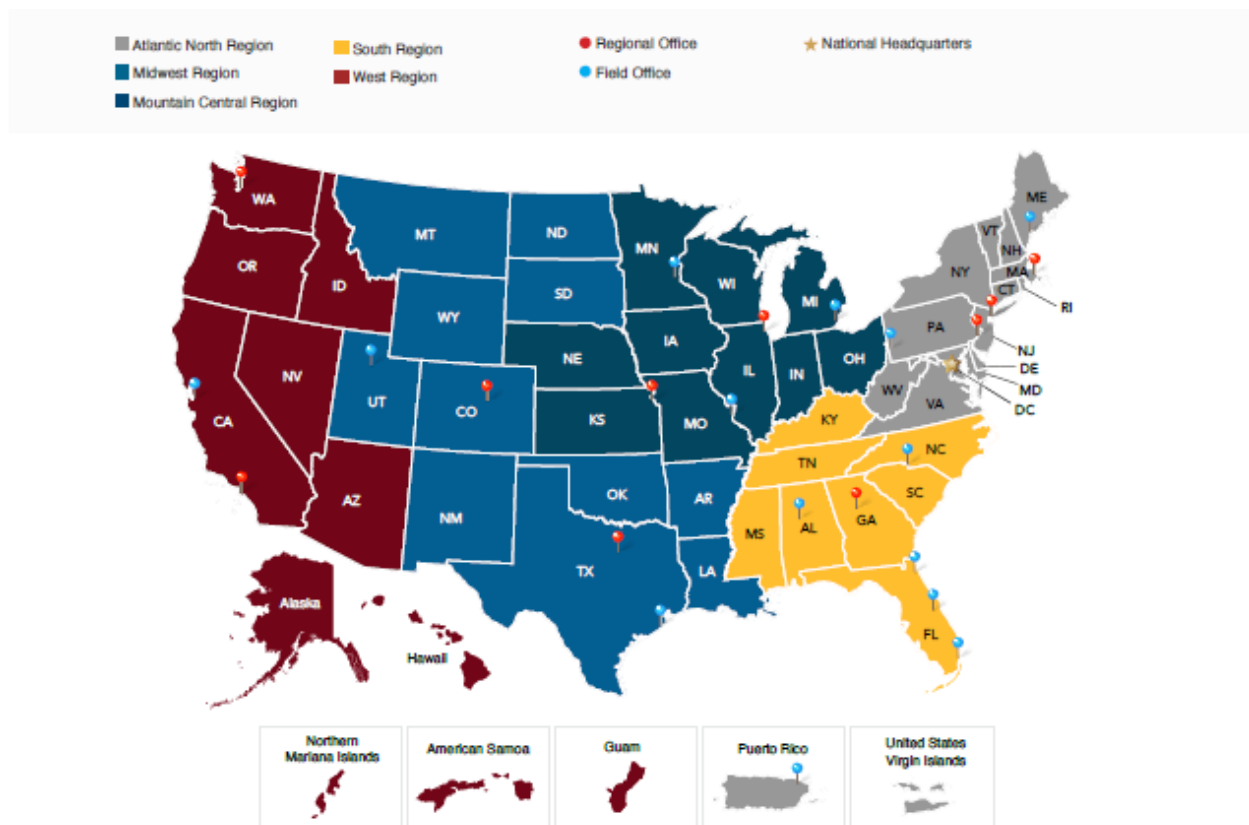 Atlantic North Region
South Region
Regional Office
National Headquarters
Midwest Region
West Region
Field Office
Mountain Central Region
WA
MT
ND
MN
ME
VT
NH
OR
ID
SD
WI
MI
NY
MA
CT
RI
WY
IA
PA
NJ
NE
OH
DE
NV
UT
CO
IL
IN
WV
MD
CA
KS
MO
VA
DC
KY
TN
NC
AZ
NM
OK
AR
SC
MS
AL
GA
TX
LA
FL
Alaska
Hawaii
Northern
Mariana Islands
American Samoa
Guam
Puerto Rico
United States
Virgin Islands